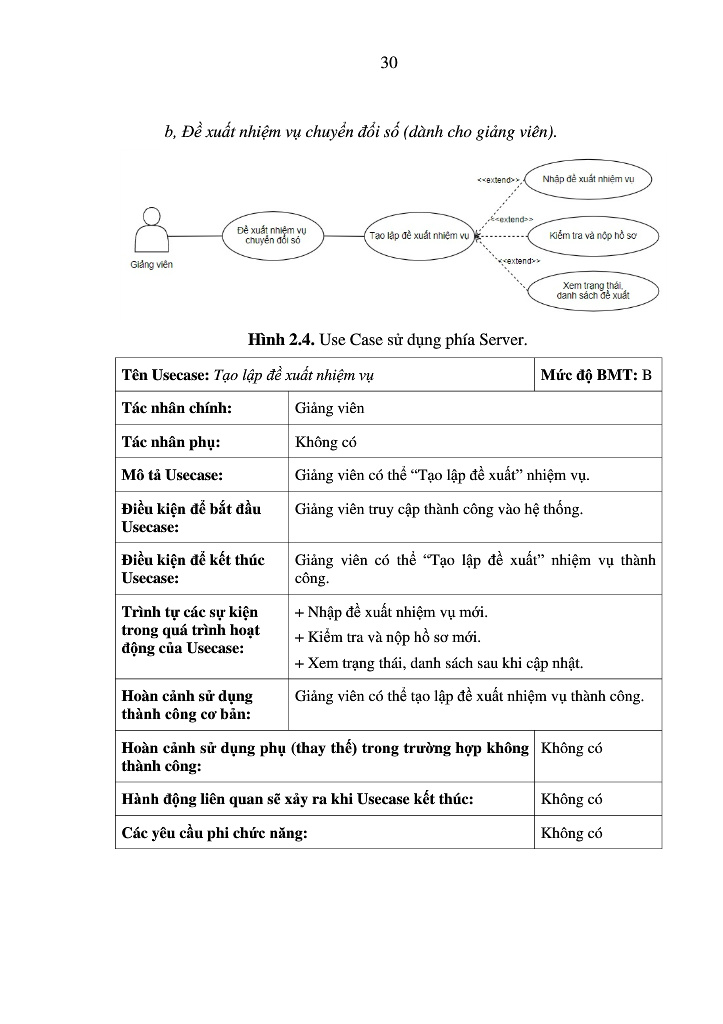 30
b, Đề xuất nhiệm vụ chuyển đổi số (dành cho giảng viên).
<<extend>>
Nhập đề xuất nhiệm vụ
<<extend>>
Đề xuất nhiệm vụ
chuyển đổi số
Tạo lập đề xuất nhiệm vụ
Kiểm tra và nộp hồ sơ
<<extend>>
Giảng viên
Xem trang thái,
danh sách đề xuất
Hình 2.4. Use Case sử dụng phía Server.
Tên Usecase: Tạo lập đề xuất nhiệm vụ Mức độ BMT: B
Tác nhân chính: Giảng viên
Tác nhân phụ: Không có
Mô tả Usecase: Giảng viên có thể “Tạo lập đề xuất” nhiệm vụ.
Điều kiện để bắt đầu Giảng viên truy cập thành công vào hệ thống.
Usecase:
Điều kiện để kết thúc Giảng viên có thể “Tạo lập đề xuất” nhiệm vụ thành
Usecase: công.
Trình tự các sự kiện + Nhập đề xuất nhiệm vụ mới.
trong quá trình hoạt + Kiểm tra và nộp hồ sơ mới.
động của Usecase: + Xem trạng thái, danh sách sau khi cập nhật.
Hoàn cảnh sử dụng Giảng viên có thể tạo lập đề xuất nhiệm vụ thành công.
thành công cơ bản:
Hoàn cảnh sử dụng phụ (thay thế) trong trường hợp không Không có
thành công:
Hành động liên quan sẽ xảy ra khi Usecase kết thúc: Không có
Các yêu cầu phi chức năng: Không có